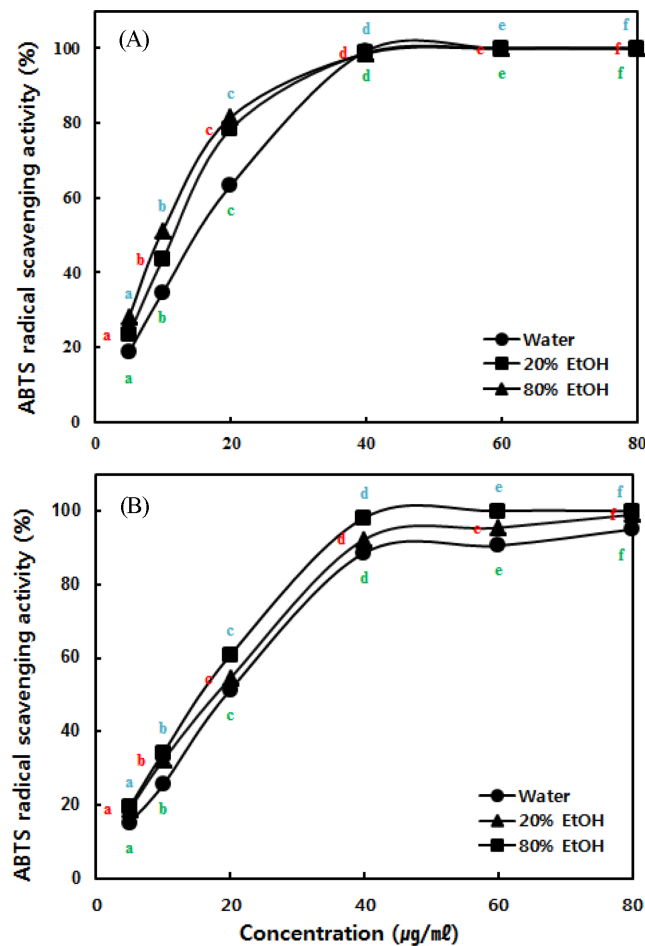 (A)
ABTS radical scavenging activity (%)
100
80
60
40
20
0
a
a
a
b
b
b
c
c
c
d
d
d
e
e
e
f
f
f
Water
20% EtOH
80% EtOH
0 20 40 60 80
(B)
ABTS radical scavenging activity (%)
100
80
60
40
20
0
a
a
a
b
b
b
c
c
c
d
d
d
e
e
e
f
f
f
Water
20% EtOH
80% EtOH
0 20 40 60 80
Concentration (μg/mℓ)